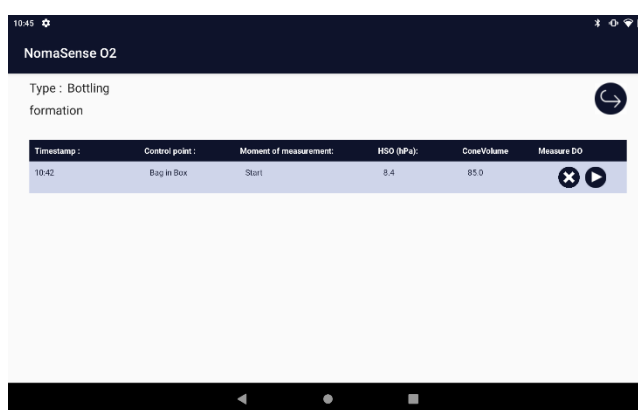 10:45
NomaSense O2
Type : Bottling
formation
Timestamp : Control point : Moment of measurement: HSO (hPa): ConeVolume Measure DO
10:42 Bag in Box Start 8.4 85.0